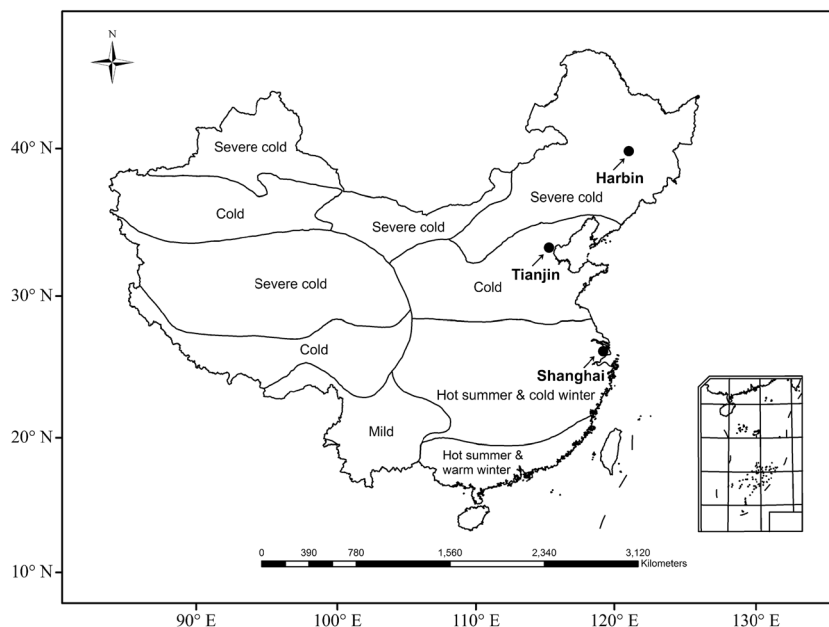 N
40° N
30° N
20° N
10° N
Severe cold
Cold
Severe cold
Harbin
Severe cold
Severe cold
Tianjin
Cold
Cold
Shanghai
Hot summer & cold winter
Mild
Hot summer &
warm winter
0 390 780 1,560 2,340 3,120
Kilometers
90° E 100° E 110° E 120° E 130° E